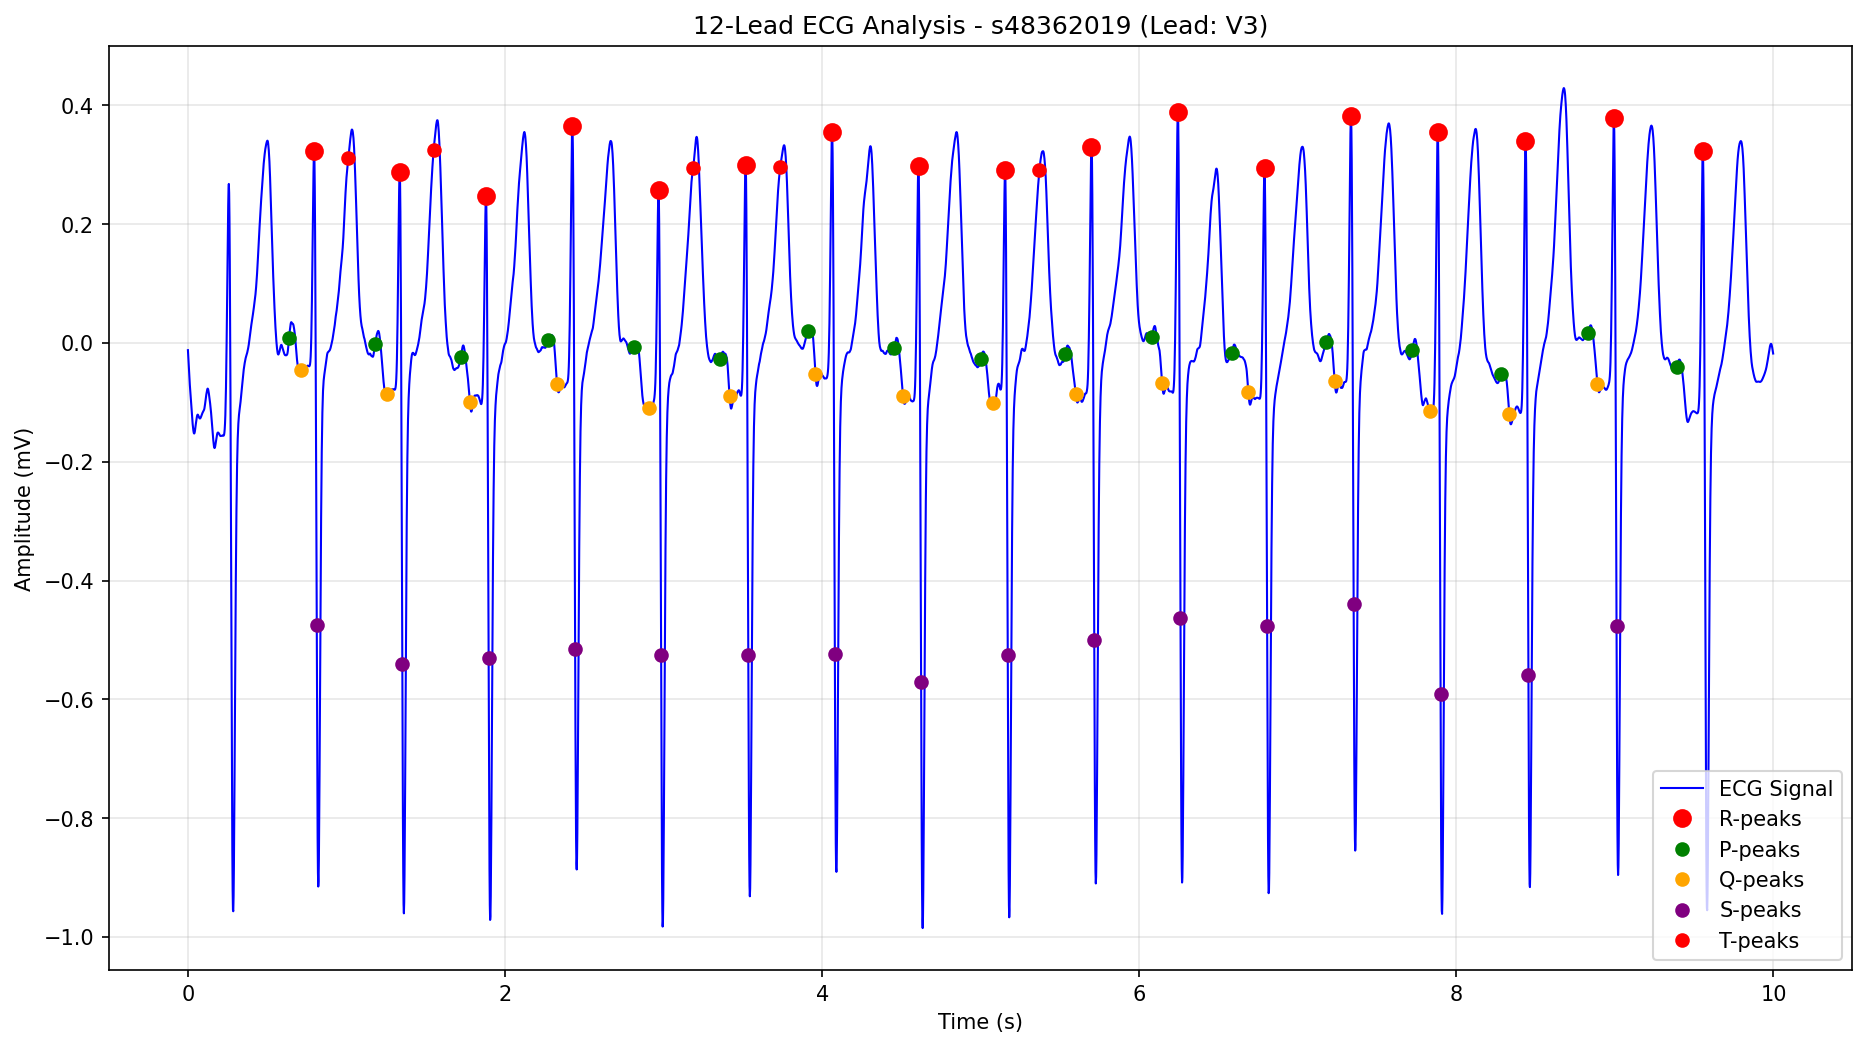 12-Lead ECG Analysis - s48362019 (Lead: V3)
0.4
0.2
0.0
−0.2
−0.4
−0.6
−0.8
−1.0
Amplitude (mV)
0 2 4 6 8 10
Time (s)
ECG Signal
R-peaks
P-peaks
Q-peaks
S-peaks
T-peaks